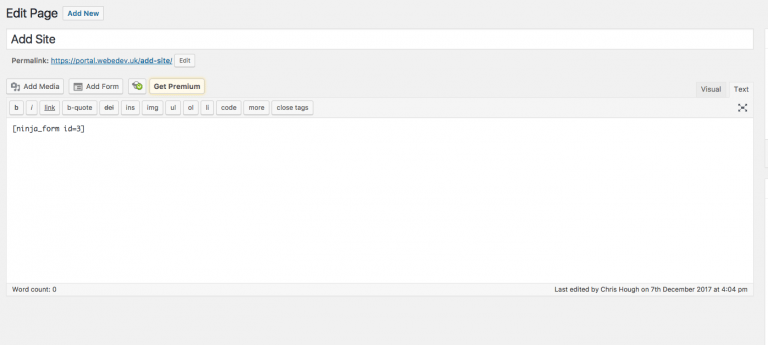 Edit Page Add New
Add Site
Permalink: https://portal.webedev.uk/add-site/ Edit
Add Media Add Form Get Premium
Visual Text
b i link b-quote del ins img ul ol li code more close tags
[ninja_form id=3]
Word count: 0 Last edited by Chris Hough on 7th December 2017 at 4:04 pm